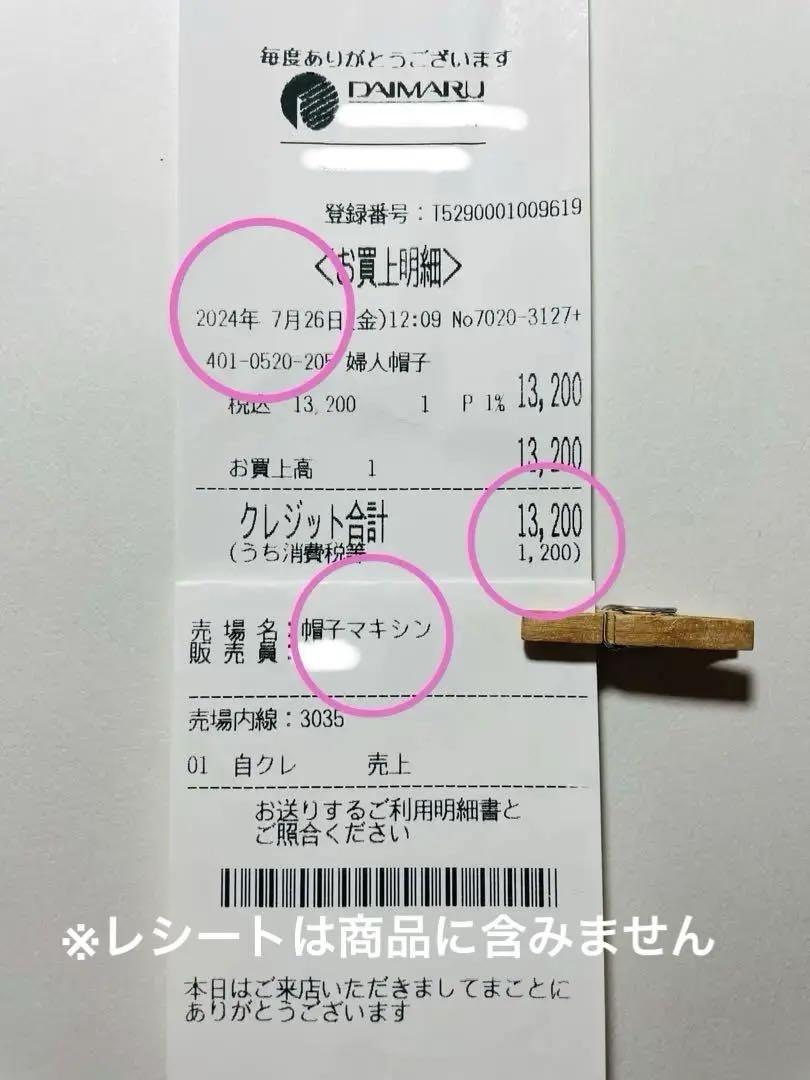 毎度ありがとうございます
DAIMARU
登録番号：T5290001009619
〈お買上明細〉
2024年 7月26日(金)12:09 No7020-3127+
401-0520-205 婦人帽子
税込 13,200 1 P 1% 13,200
お買上高 1 13,200
クレジット合計 13,200
(うち消費税等 1,200)
売 場 名：帽子マキシン
販 売 員：
売場内線：3035
01 自クレ 売上
お送りするご利用明細書と
ご照合ください
※レシートは商品に含みません
本日はご来店いただきましてまことに
ありがとうございます